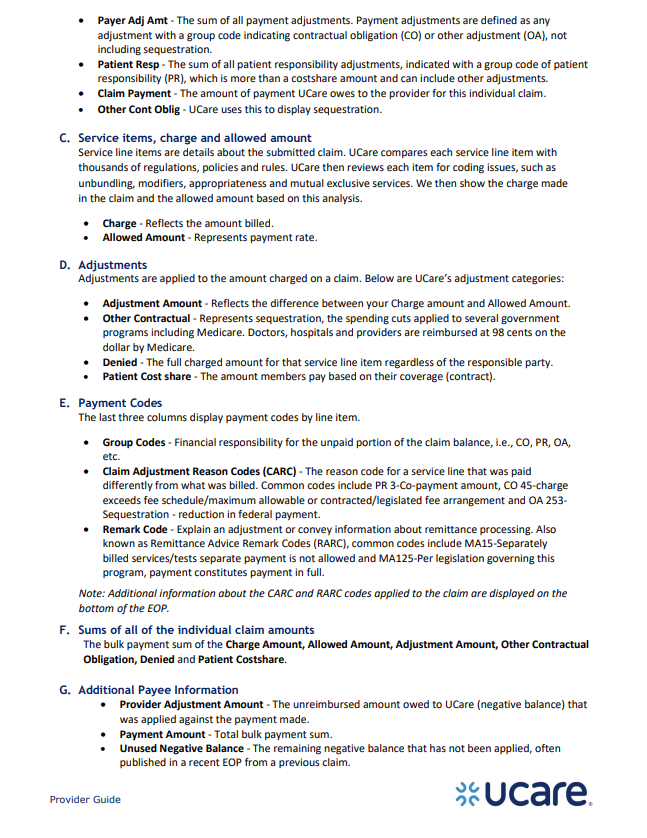 • Payer Adj Amt - The sum of all payment adjustments. Payment adjustments are defined as any
adjustment with a group code indicating contractual obligation (CO) or other adjustment (OA), not
including sequestration.
• Patient Resp - The sum of all patient responsibility adjustments, indicated with a group code of patient
responsibility (PR), which is more than a costshare amount and can include other adjustments.
• Claim Payment - The amount of payment UCare owes to the provider for this individual claim.
• Other Cont Oblig - UCare uses this to display sequestration.
C. Service items, charge and allowed amount
Service line items are details about the submitted claim. UCare compares each service line item with
thousands of regulations, policies and rules. UCare then reviews each item for coding issues, such as
unbundling, modifiers, appropriateness and mutual exclusive services. We then show the charge made
in the claim and the allowed amount based on this analysis.
• Charge - Reflects the amount billed.
• Allowed Amount - Represents payment rate.
D. Adjustments
Adjustments are applied to the amount charged on a claim. Below are UCare's adjustment categories:
• Adjustment Amount - Reflects the difference between your Charge amount and Allowed Amount.
• Other Contractual - Represents sequestration, the spending cuts applied to several government
programs including Medicare. Doctors, hospitals and providers are reimbursed at 98 cents on the
dollar by Medicare.
• Denied - The full charged amount for that service line item regardless of the responsible party.
• Patient Cost share - The amount members pay based on their coverage (contract).
E. Payment Codes
The last three columns display payment codes by line item.
• Group Codes - Financial responsibility for the unpaid portion of the claim balance, i.e., CO, PR, OA,
etc.
• Claim Adjustment Reason Codes (CARC) - The reason code for a service line that was paid
differently from what was billed. Common codes include PR 3-Co-payment amount, CO 45-charge
exceeds fee schedule/maximum allowable or contracted/legislated fee arrangement and OA 253-
Sequestration - reduction in federal payment.
• Remark Code - Explain an adjustment or convey information about remittance processing. Also
known as Remittance Advice Remark Codes (RARC), common codes include MA15-Separately
billed services/tests separate payment is not allowed and MA125-Per legislation governing this
program, payment constitutes payment in full.
Note: Additional information about the CARC and RARC codes applied to the claim are displayed on the
bottom of the EOP.
F. Sums of all of the individual claim amounts
The bulk payment sum of the Charge Amount, Allowed Amount, Adjustment Amount, Other Contractual
Obligation, Denied and Patient Costshare.
G. Additional Payee Information
• Provider Adjustment Amount - The unreimbursed amount owed to UCare (negative balance) that
was applied against the payment made.
• Payment Amount - Total bulk payment sum.
• Unused Negative Balance - The remaining negative balance that has not been applied, often
published in a recent EOP from a previous claim.
Provider Guide
ucare®